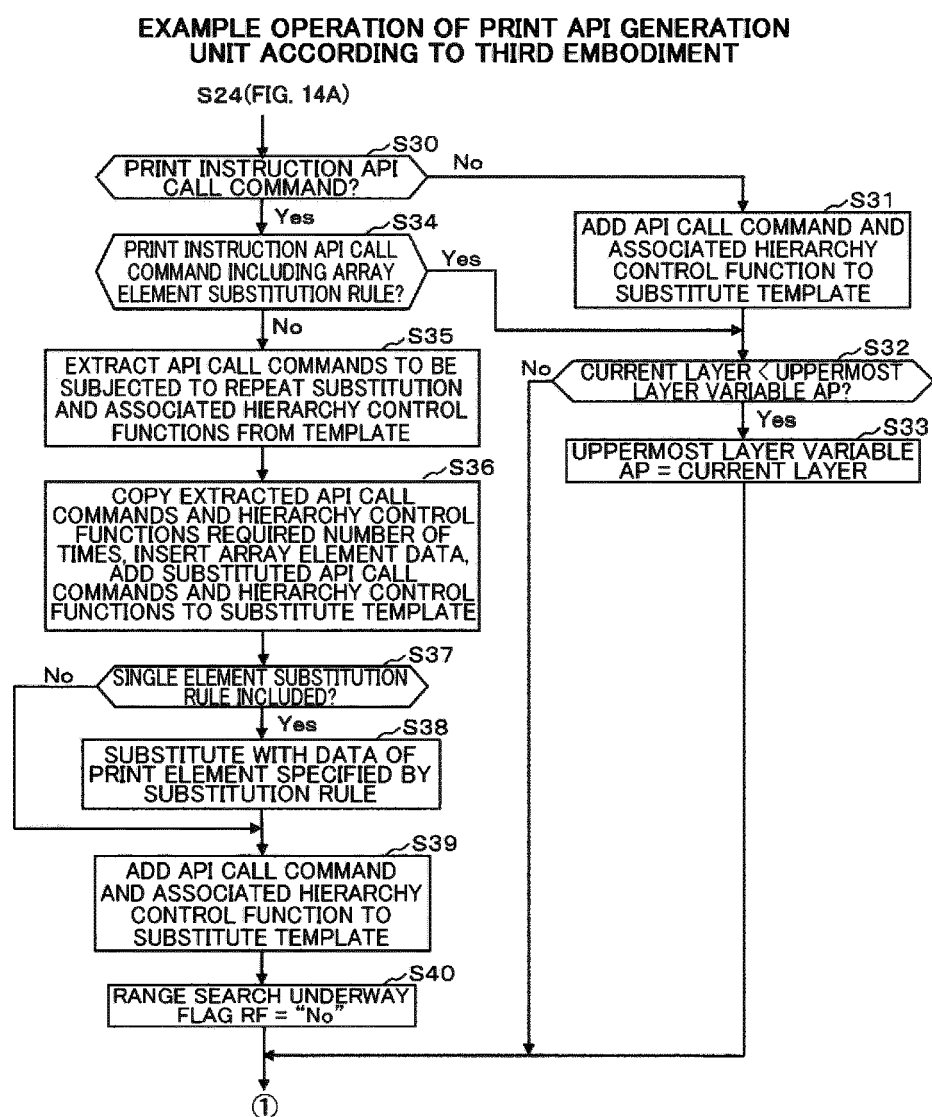 EXAMPLE OPERATION OF PRINT API GENERATION
UNIT ACCORDING TO THIRD EMBODIMENT
S24(FIG. 14A)
S30
PRINT INSTRUCTION API
CALL COMMAND?
No
Yes
S31
ADD API CALL COMMAND AND
ASSOCIATED HIERARCHY
CONTROL FUNCTION TO
SUBSTITUTE TEMPLATE
S34
PRINT INSTRUCTION API CALL
COMMAND INCLUDING ARRAY
ELEMENT SUBSTITUTION RULE?
Yes
No
S32
No
CURRENT LAYER < UPPERMOST
LAYER VARIABLE AP?
Yes
S33
UPPERMOST LAYER VARIABLE
AP = CURRENT LAYER
S35
EXTRACT API CALL COMMANDS TO BE
SUBJECTED TO REPEAT SUBSTITUTION
AND ASSOCIATED HIERARCHY CONTROL
FUNCTIONS FROM TEMPLATE
S36
COPY EXTRACTED API CALL
COMMANDS AND HIERARCHY CONTROL
FUNCTIONS REQUIRED NUMBER OF
TIMES, INSERT ARRAY ELEMENT DATA,
ADD SUBSTITUTED API CALL
COMMANDS AND HIERARCHY CONTROL
FUNCTIONS TO SUBSTITUTE TEMPLATE
S37
No
SINGLE ELEMENT SUBSTITUTION
RULE INCLUDED?
Yes
S38
SUBSTITUTE WITH DATA OF
PRINT ELEMENT SPECIFIED BY
SUBSTITUTION RULE
S39
ADD API CALL COMMAND
AND ASSOCIATED HIERARCHY
CONTROL FUNCTION TO
SUBSTITUTE TEMPLATE
S40
RANGE SEARCH UNDERWAY
FLAG RF = “No”
①